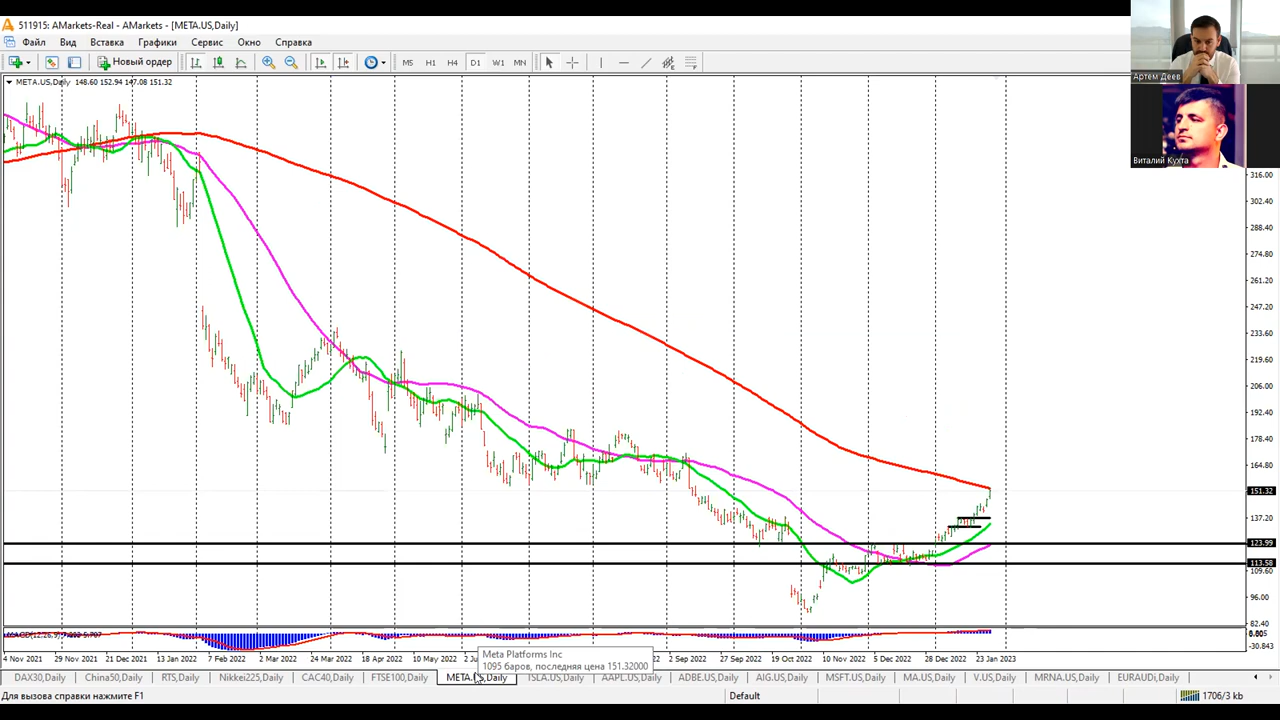 511915: AMarkets-Real - AMarkets - [META.US,Daily]
Файл Вид Вставка Графики Сервис Окно Справка
Новый ордер M5 H1 H4 D1 W1 MN
META.US,Daily 148.60 152.94 147.08 151.32
Артем Деев
Виталий Кухта
316.00
302.40
288.40
274.80
261.20
247.20
233.60
219.60
206.00
192.40
178.40
164.80
151.32
137.20
123.99
113.58
109.60
96.00
82.40
-30.843
4 Nov 2021 29 Nov 2021 21 Dec 2021 13 Jan 2022 7 Feb 2022 2 Mar 2022 24 Mar 2022 18 Apr 2022 10 May 2022 2 Sep 2022 27 Sep 2022 19 Oct 2022 10 Nov 2022 5 Dec 2022 28 Dec 2022 23 Jan 2023
Meta Platforms Inc
1095 баров, последняя цена 151.32000
DAX30,Daily China50,Daily RTS,Daily Nikkei225,Daily CAC40,Daily FTSE100,Daily META.US,Daily TSLA.US,Daily AAPL.US,Daily ADBE.US,Daily AIG.US,Daily MSFT.US,Daily MA.US,Daily V.US,Daily MRNA.US,Daily EURAUDi,Daily
Для вызова справки нажмите F1 Default 1706/3 kb